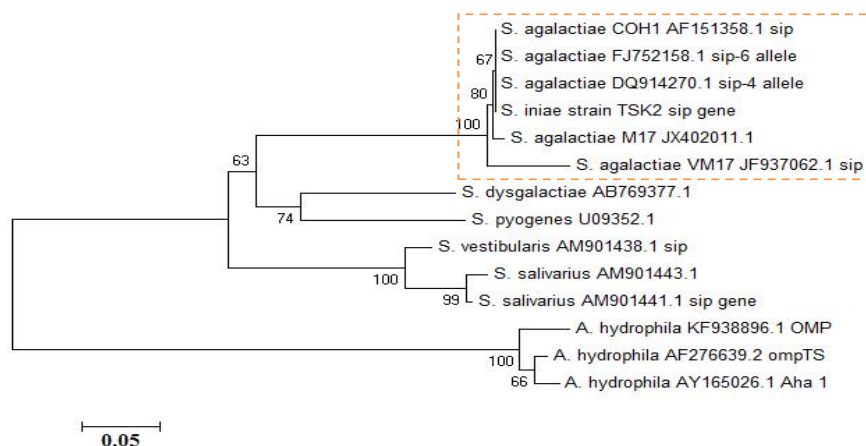 S. agalactiae COH1 AF151358.1 sip
67
S. agalactiae FJ752158.1 sip-6 allele
S. agalactiae DQ914270.1 sip-4 allele
80
S. iniae strain TSK2 sip gene
100
S. agalactiae M17 JX402011.1
63
S. agalactiae VM17 JF937062.1 sip
S. dysgalactiae AB769377.1
74
S. pyogenes U09352.1
S. vestibularis AM901438.1 sip
100
S. salivarius AM901443.1
99
S. salivarius AM901441.1 sip gene
A. hydrophila KF938896.1 OMP
100
A. hydrophila AF276639.2 ompTS
66
A. hydrophila AY165026.1 Aha 1
0.05